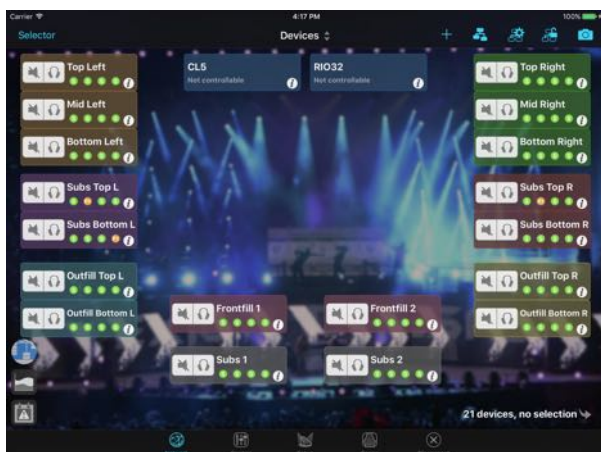 Carrier 4:17 PM 100%
Selector Devices
Top Left
CL5
Not controllable
RIO32
Not controllable
Top Right
Mid Left
Mid Right
Bottom Left
Bottom Right
Subs Top L
Subs Top R
Subs Bottom L
Subs Bottom R
Outfill Top L
Outfill Top R
Outfill Bottom L
Frontfill 1
Frontfill 2
Outfill Bottom R
Subs 1
Subs 2
21 devices, no selection